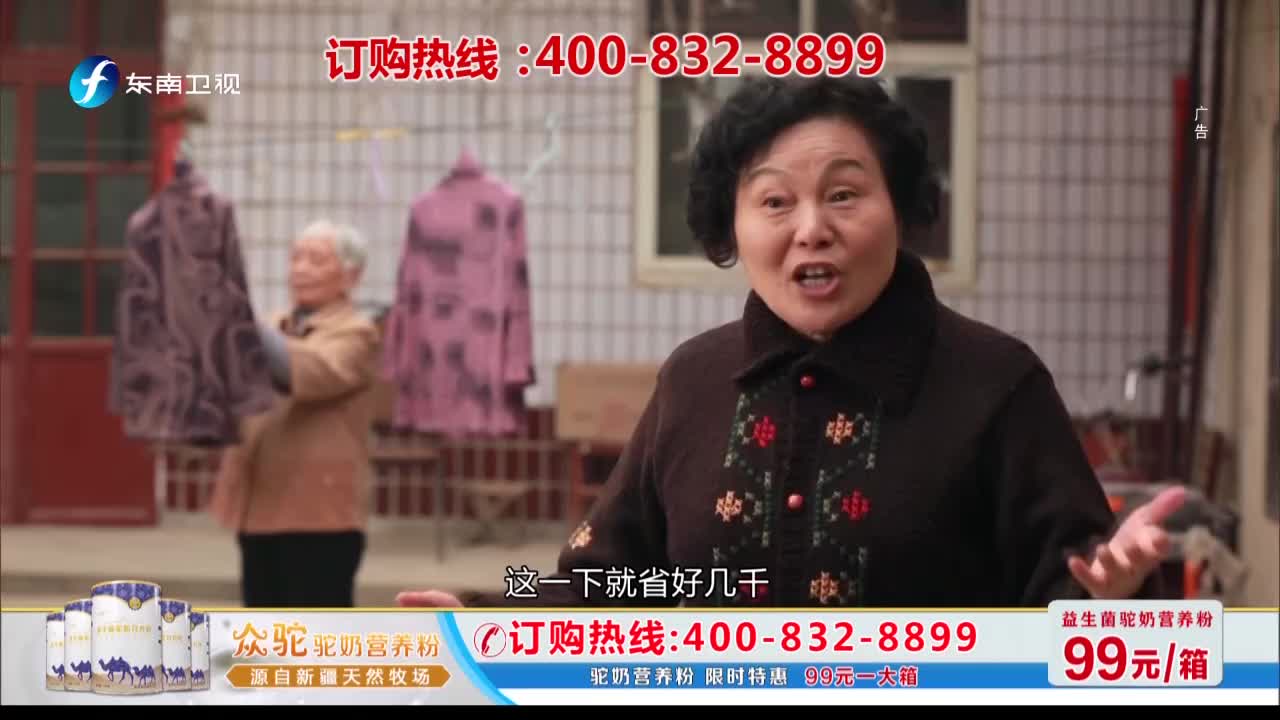 订购热线：400-832-8899
东南卫视
广告
这一下就省好几千
众驼 驼奶营养粉
源自新疆天然牧场
订购热线:400-832-8899
驼奶营养粉 限时特惠 99元一大箱
益生菌驼奶营养粉
99元/箱